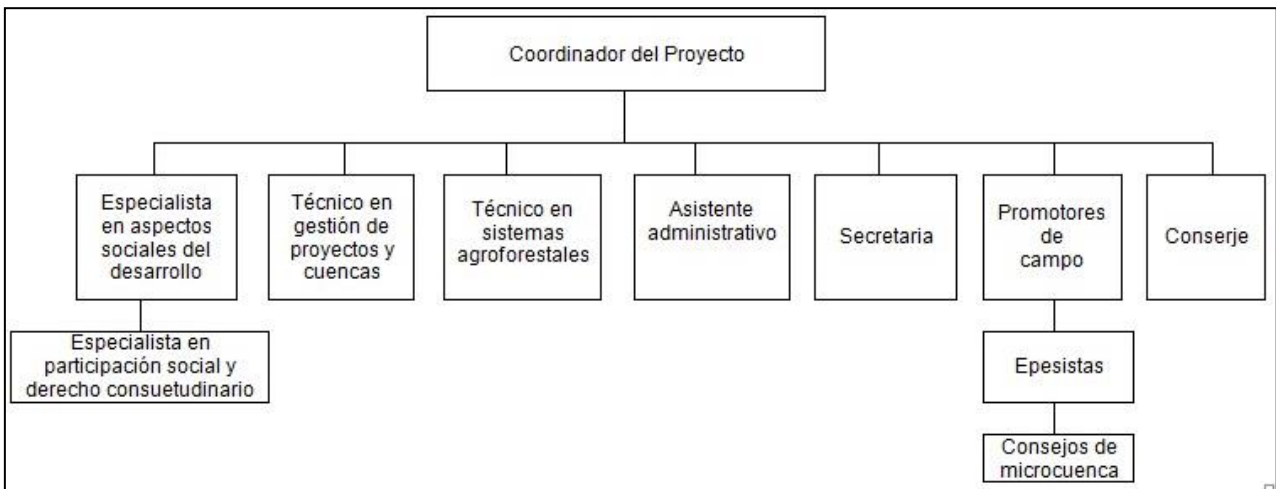 Coordinador del Proyecto
Especialista
en aspectos
sociales del
desarrollo
Técnico en
gestión de
proyectos y
cuencas
Técnico en
sistemas
agroforestales
Asistente
administrativo
Secretaria
Promotores
de
campo
Conserje
Especialista en
participación social y
derecho consuetudinario
Epesistas
Consejos de
microcuenca